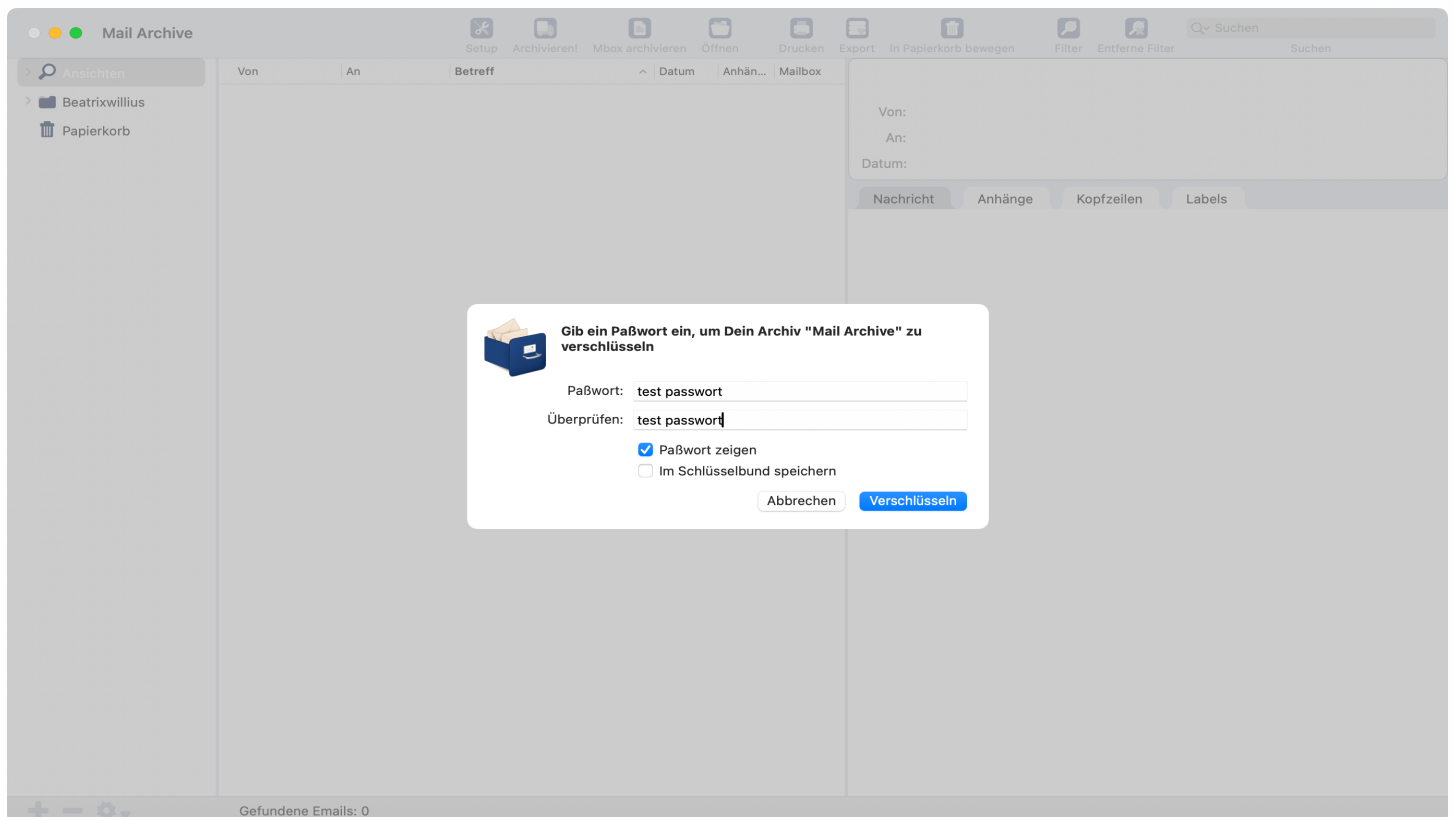 Mail Archive
Setup
Archivieren!
Mbox archivieren
Öffnen
Drucken
Export
In Papierkorb bewegen
Filter
Entferne Filter
Suchen
Suchen
Ansichten
Beatrixwillius
Papierkorb
Von An Betreff Datum Anhän... Mailbox
Von:
An:
Datum:
Nachricht Anhänge Kopfzeilen Labels
Gib ein Paßwort ein, um Dein Archiv "Mail Archive" zu
verschlüsseln
Paßwort: test passwort
Überprüfen: test passwort
Paßwort zeigen
Im Schlüsselbund speichern
Abbrechen Verschlüsseln
Gefundene Emails: 0